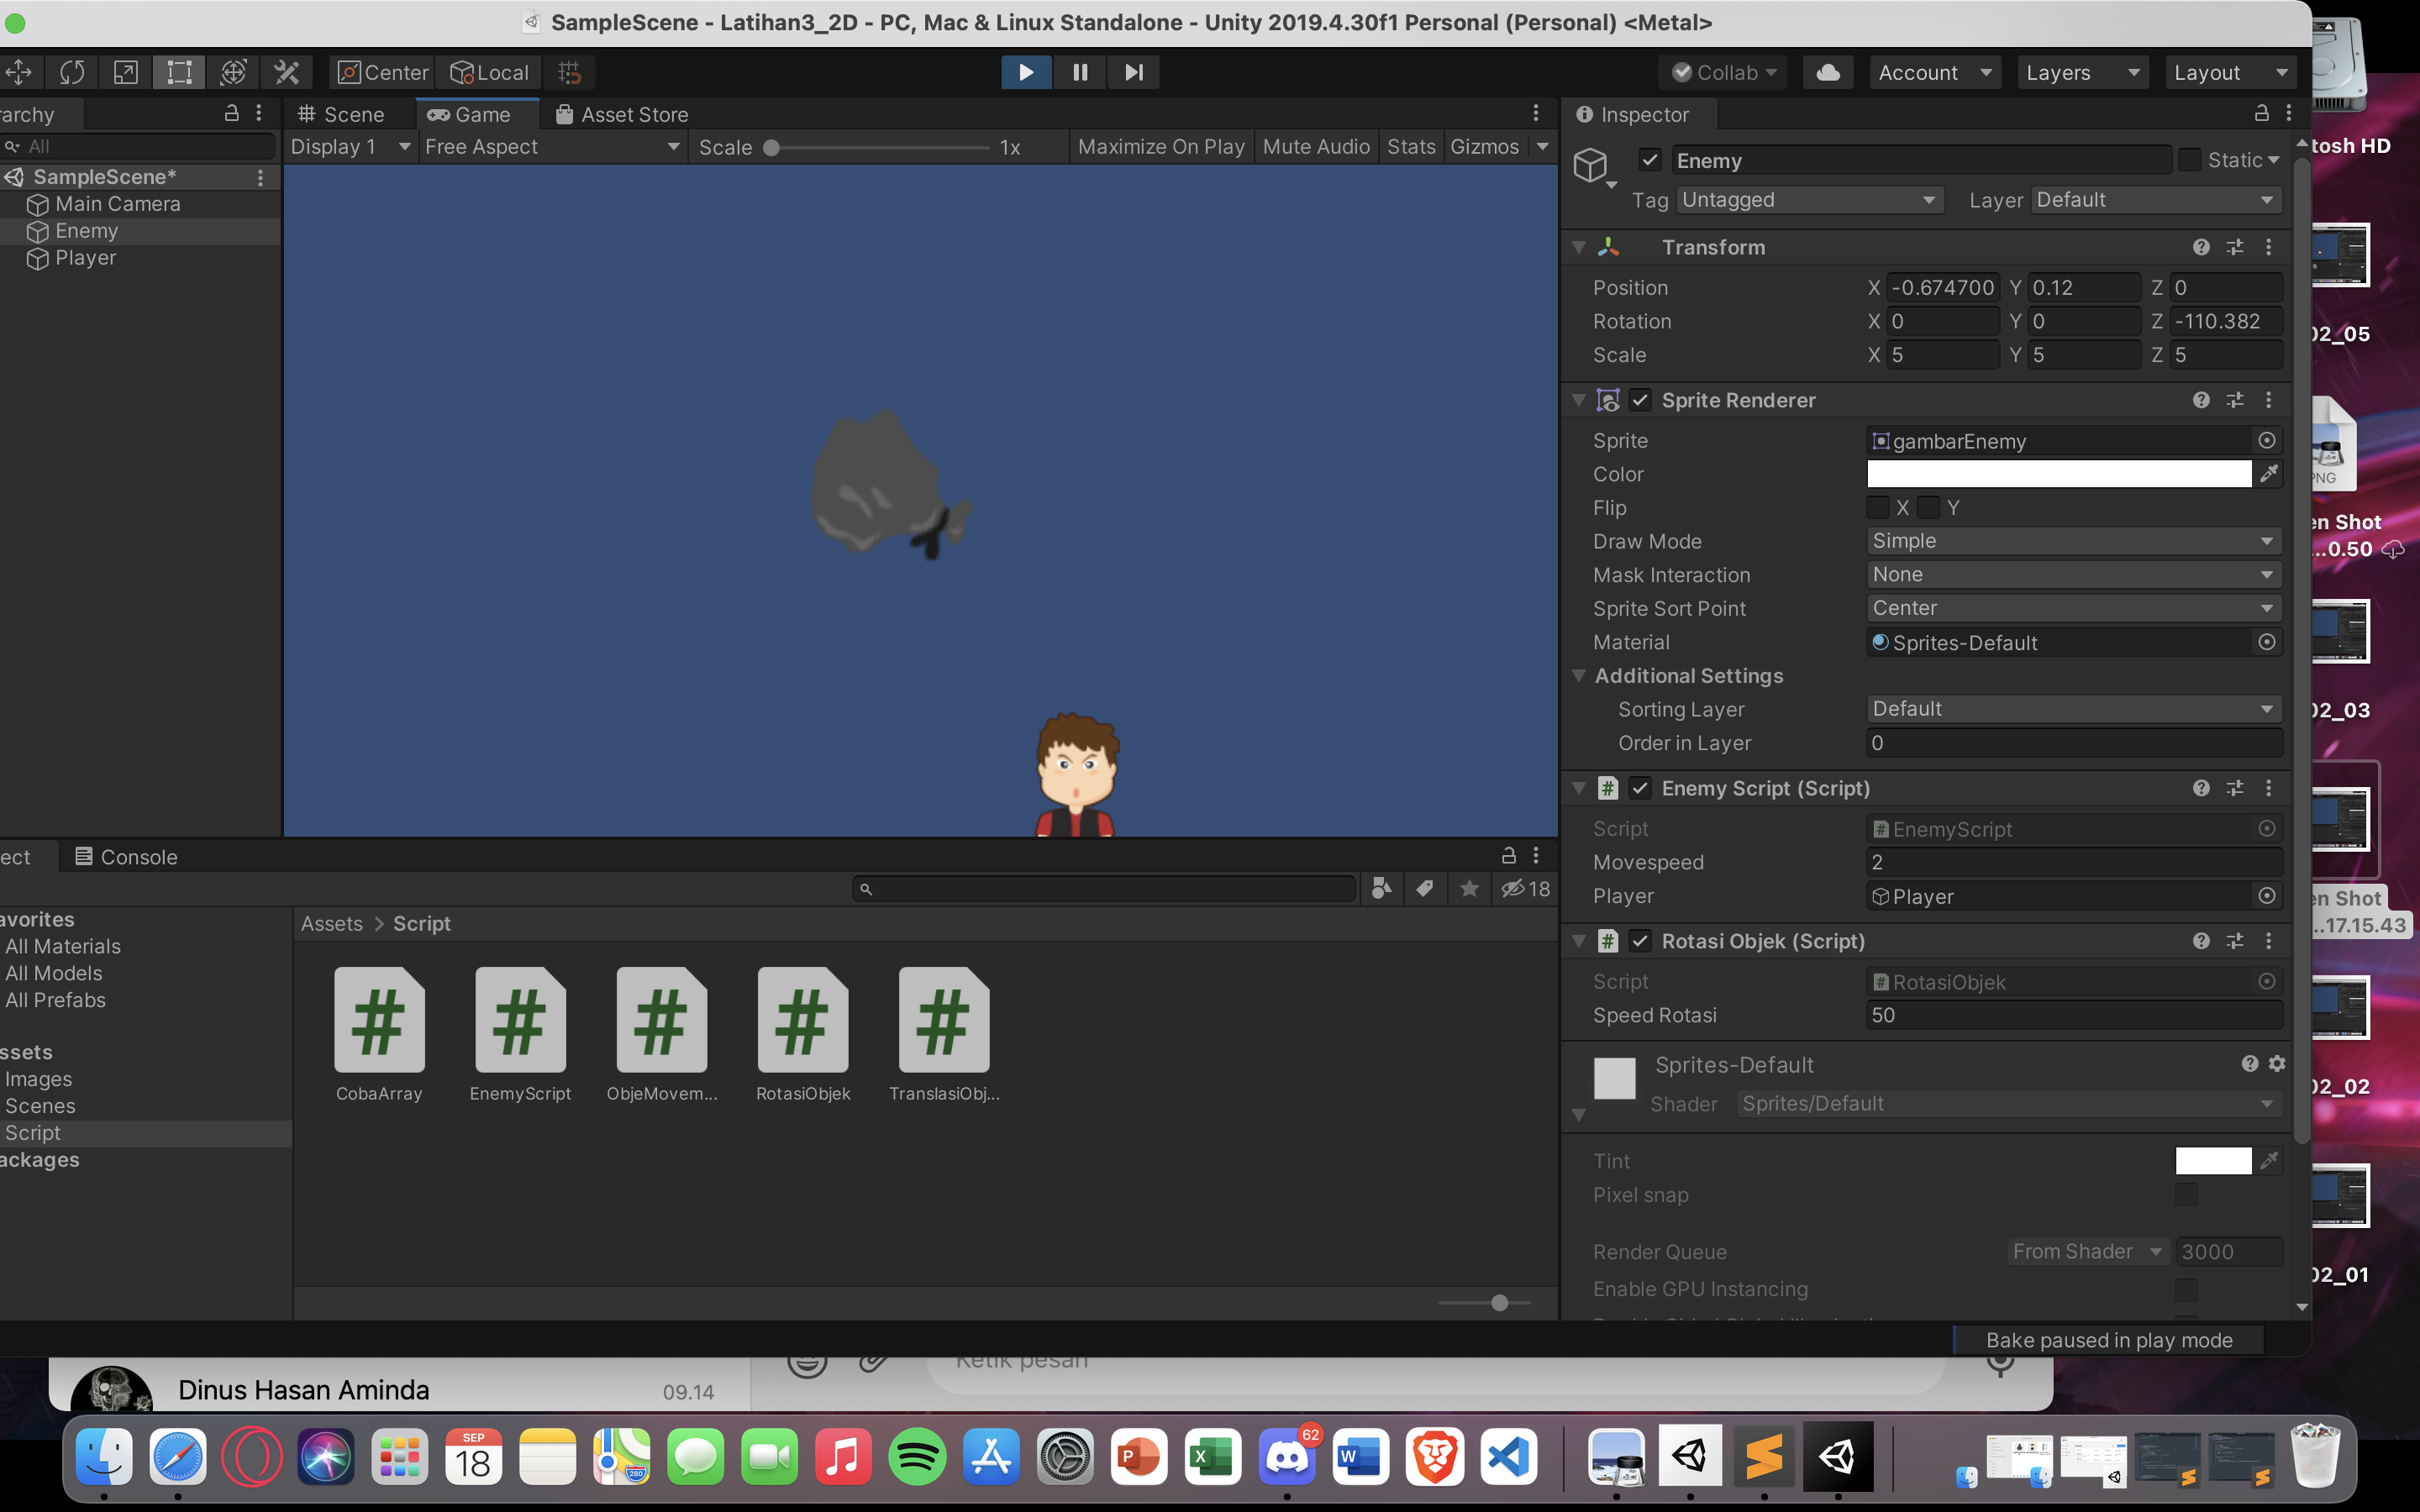 SampleScene - Latihan3_2D - PC, Mac & Linux Standalone - Unity 2019.4.30f1 Personal (Personal) <Metal>
Center Local Collab Account Layers Layout
rarchy
All
SampleScene*
Main Camera
Enemy
Player
Scene Game Asset Store
Display 1 Free Aspect Scale 1x Maximize On Play Mute Audio Stats Gizmos
Inspector
Enemy Static
Tag Untagged Layer Default
Transform
Position X -0.674700 Y 0.12 Z 0
Rotation X 0 Y 0 Z -110.382
Scale X 5 Y 5 Z 5
Sprite Renderer
Sprite gambarEnemy
Color
Flip X Y
Draw Mode Simple
Mask Interaction None
Sprite Sort Point Center
Material Sprites-Default
Additional Settings
Sorting Layer Default
Order in Layer 0
Enemy Script (Script)
Script EnemyScript
Movespeed 2
Player Player
Rotasi Objek (Script)
Script RotasiObjek
Speed Rotasi 50
Sprites-Default
Shader Sprites/Default
Tint
Pixel snap
Render Queue From Shader 3000
Enable GPU Instancing
Bake paused in play mode
ect Console
18
avorites
All Materials
All Models
All Prefabs
ssets
Images
Scenes
Script
ackages
Assets > Script
CobaArray EnemyScript ObjeMovem... RotasiObjek TranslasiObj...
tosh HD
02_05
PNG
en Shot
...0.50
02_03
en Shot
...17.15.43
02_02
02_01
Dinus Hasan Aminda 09.14
Ketik pesan
SEP
18
280
62
P X W